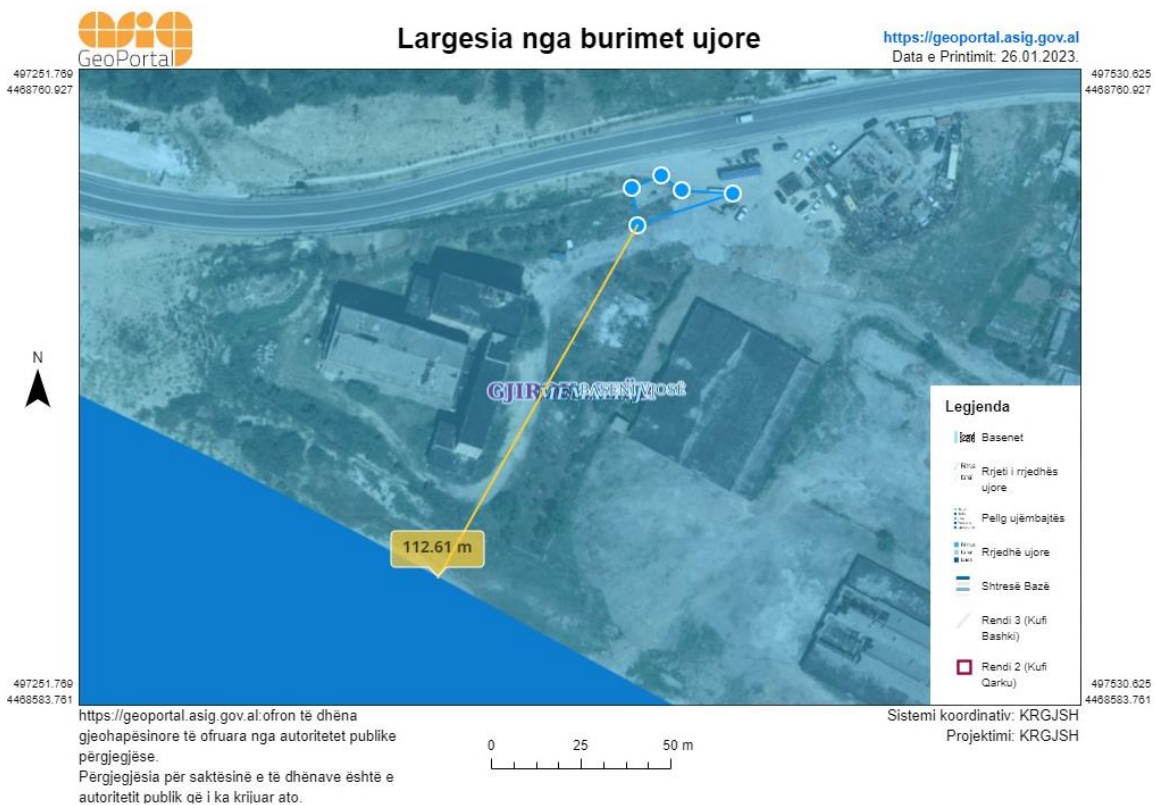 asig
GeoPortal
Largesia nga burimet ujore
https://geoportal.asig.gov.al
Data e Printimit: 26.01.2023.
497251.769
4468760.927
497530.625
4468760.927
N
BASENI VJOSË
112.61 m
Legjenda
Basenet
Rrjeti i rrjedhës
ujore
Pellg ujëmbajtës
Rrjedhë ujore
Shtresë Bazë
Rendi 3 (Kufi
Bashki)
Rendi 2 (Kufi
Qarku)
497251.769
4468583.761
497530.625
4468583.761
https://geoportal.asig.gov.al:ofron të dhëna
gjeohapësinore të ofruara nga autoritetet publike
përgjegjëse.
Përgjegjësia për saktësinë e të dhënave është e
autoritetit publik që i ka krijuar ato.
0 25 50 m
Sistemi koordinativ: KRGJSH
Projektimi: KRGJSH